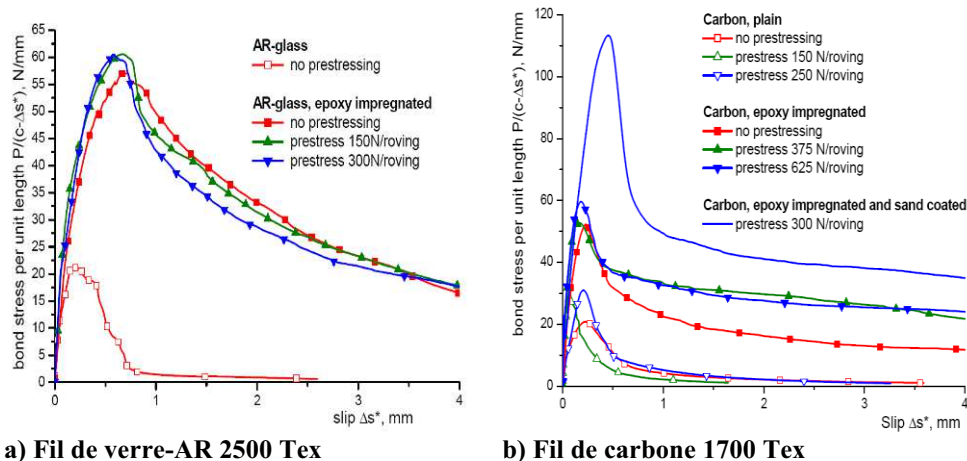 bond stress per unit length P/(c-Δs*), N/mm
65
60
55
50
45
40
35
30
25
20
15
10
5
0
0
1
2
3
4
slip Δs*, mm
AR-glass
no prestressing
AR-glass, epoxy impregnated
no prestressing
prestress 150N/roving
prestress 300N/roving
a) Fil de verre-AR 2500 Tex
bond stress per unit length P/(c-Δs*), N/mm
120
100
80
60
40
20
0
0
1
2
3
4
Slip Δs*, mm
Carbon, plain
no pressing
prestress 150 N/roving
prestress 250 N/roving
Carbon, epoxy impregnated
no prestressing
prestress 375 N/roving
prestress 625 N/roving
Carbon, epoxy impregnated and sand coated
prestress 300 N/roving
b) Fil de carbone 1700 Tex